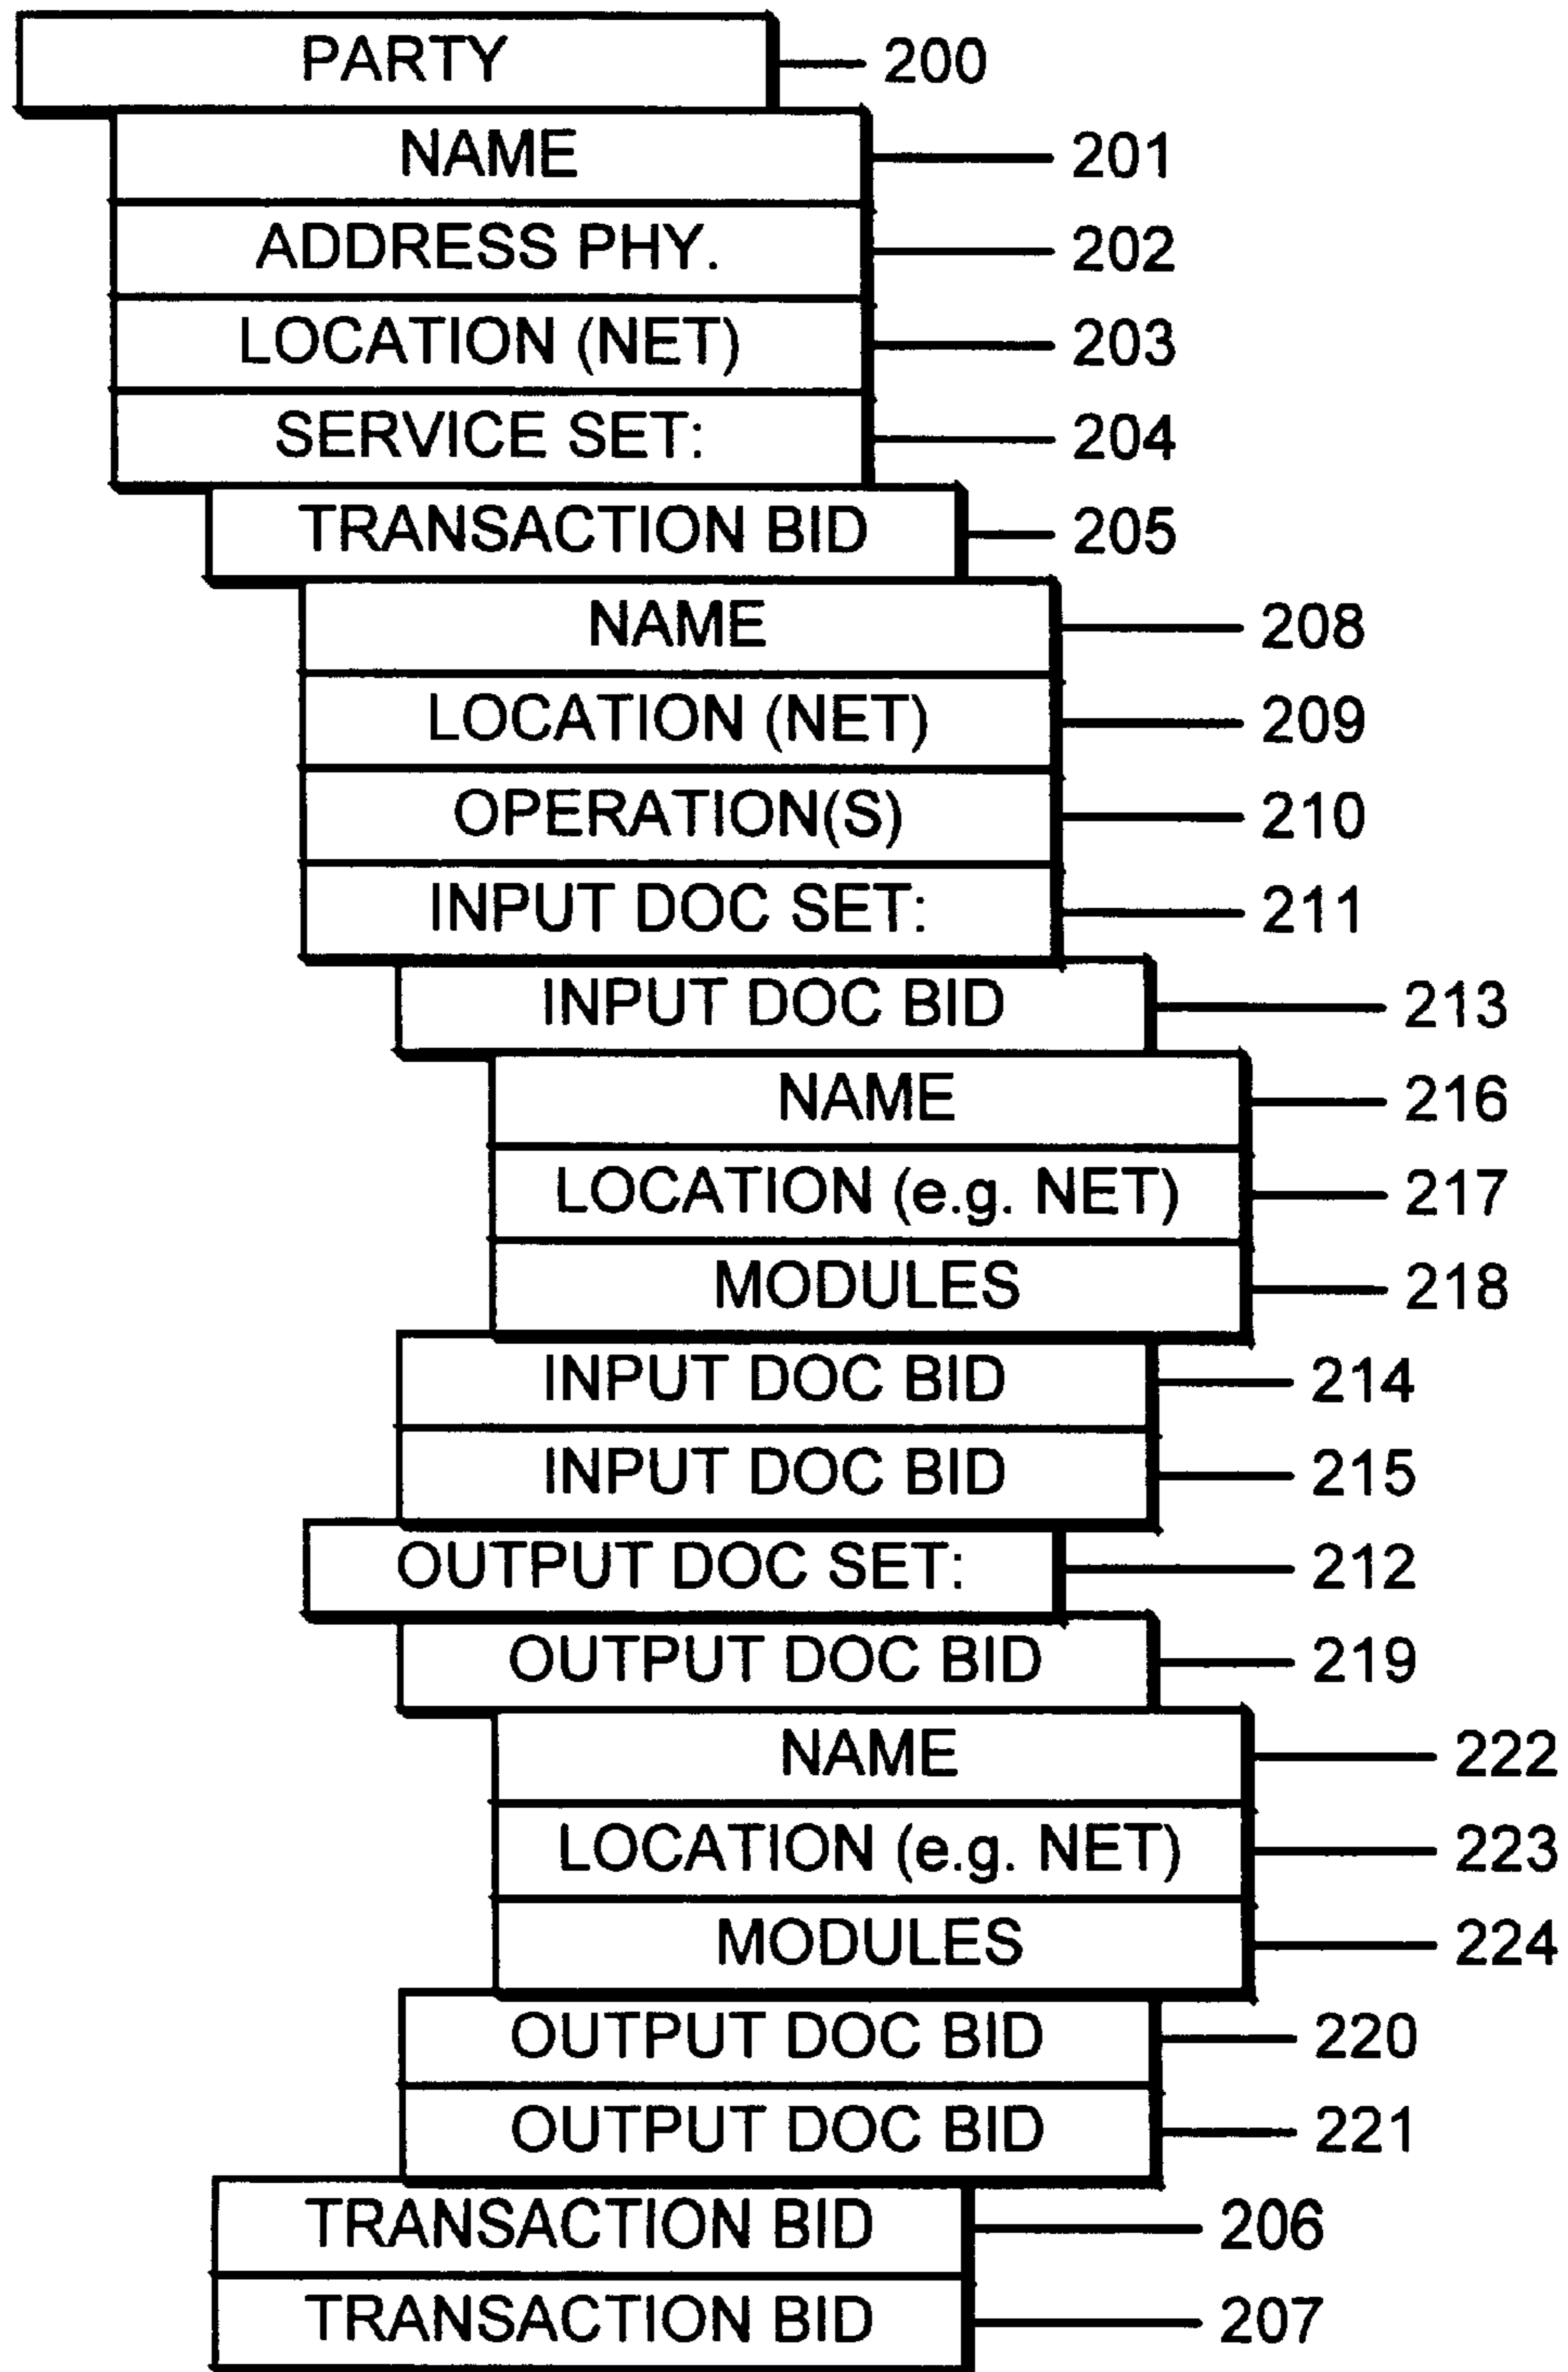 PARTY 200
NAME 201
ADDRESS PHY. 202
LOCATION (NET) 203
SERVICE SET: 204
TRANSACTION BID 205
NAME 208
LOCATION (NET) 209
OPERATION(S) 210
INPUT DOC SET: 211
INPUT DOC BID 213
NAME 216
LOCATION (e.g. NET) 217
MODULES 218
INPUT DOC BID 214
INPUT DOC BID 215
OUTPUT DOC SET: 212
OUTPUT DOC BID 219
NAME 222
LOCATION (e.g. NET) 223
MODULES 224
OUTPUT DOC BID 220
OUTPUT DOC BID 221
TRANSACTION BID 206
TRANSACTION BID 207